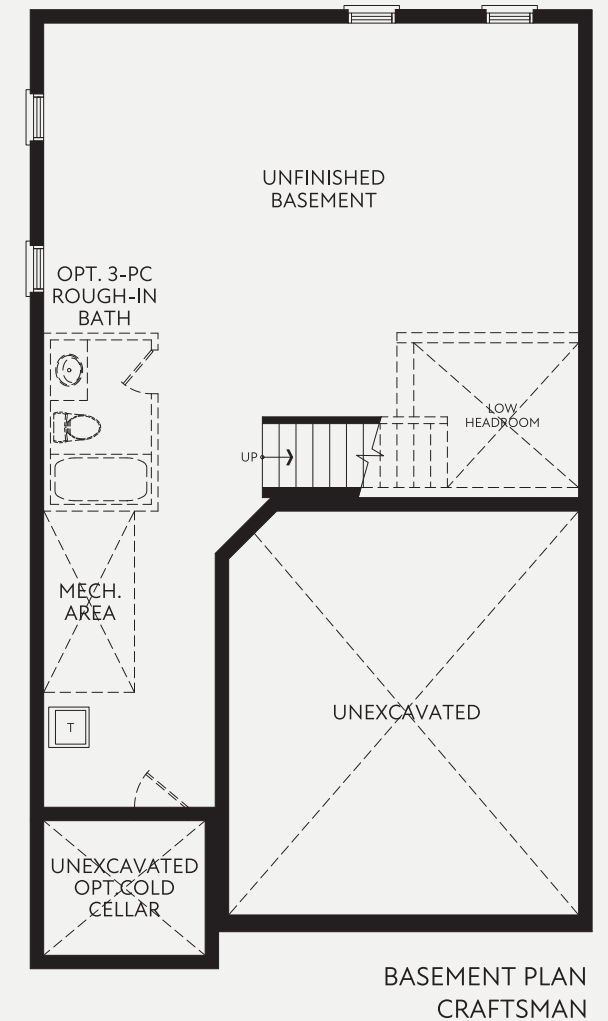 UNFINISHED
BASEMENT
OPT. 3-PC
ROUGH-IN
BATH
LOW
HEADROOM
UP
MECH.
AREA
UNEXCAVATED
T
UNEXCAVATED
OPT.COLD
CELLAR
BASEMENT PLAN
CRAFTSMAN